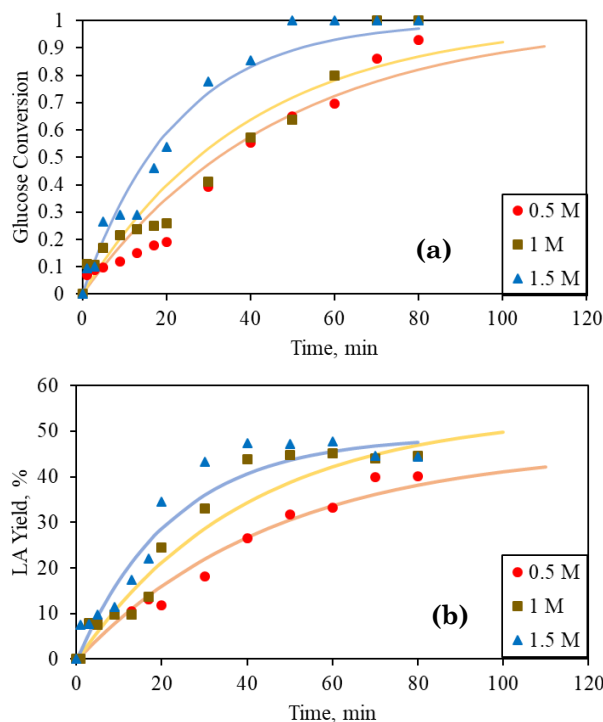 1
0.9
0.8
0.7
0.6
0.5
0.4
0.3
0.2
0.1
0
Glucose Conversion
0 20 40 60 80 100 120
Time, min
(a)
0.5 M
1 M
1.5 M
60
50
40
30
20
10
0
LA Yield, %
0 20 40 60 80 100 120
Time, min
(b)
0.5 M
1 M
1.5 M